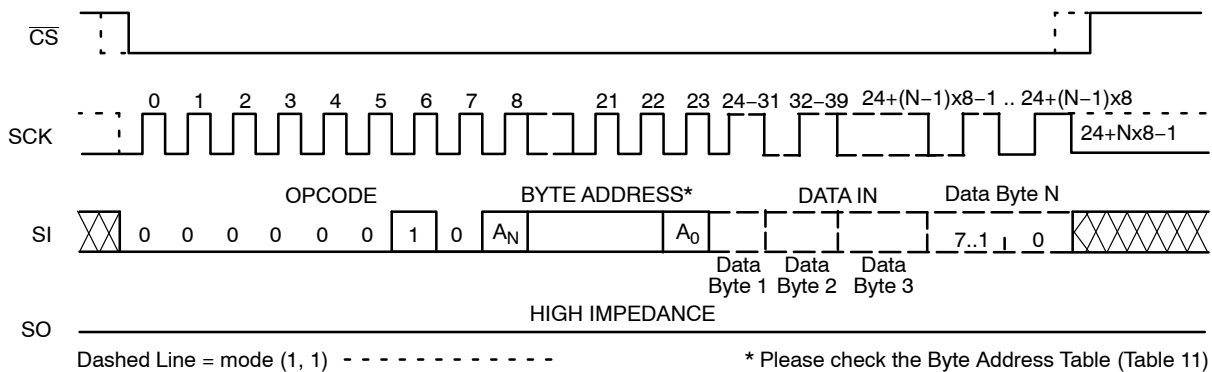 CS
0 1 2 3 4 5 6 7 8 21 22 23 24−31 32−39 24+(N−1)x8−1 .. 24+(N−1)x8
SCK
24+Nx8−1
OPCODE BYTE ADDRESS* DATA IN Data Byte N
SI
0 0 0 0 0 0 1 0 AN A0 7..1 0
Data Byte 1
Data Byte 2
Data Byte 3
HIGH IMPEDANCE
SO
Dashed Line = mode (1, 1)
* Please check the Byte Address Table (Table 11)